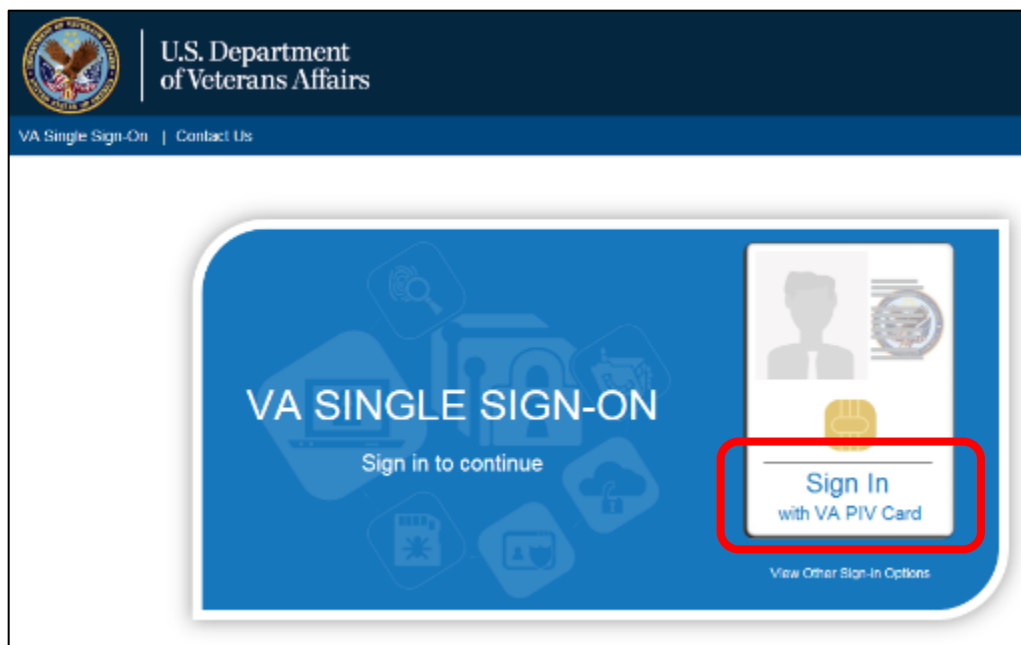 U.S. Department
of Veterans Affairs
VA Single Sign-On | Contact Us
VA SINGLE SIGN-ON
Sign in to continue
Sign In
with VA PIV Card
View Other Sign-In Options